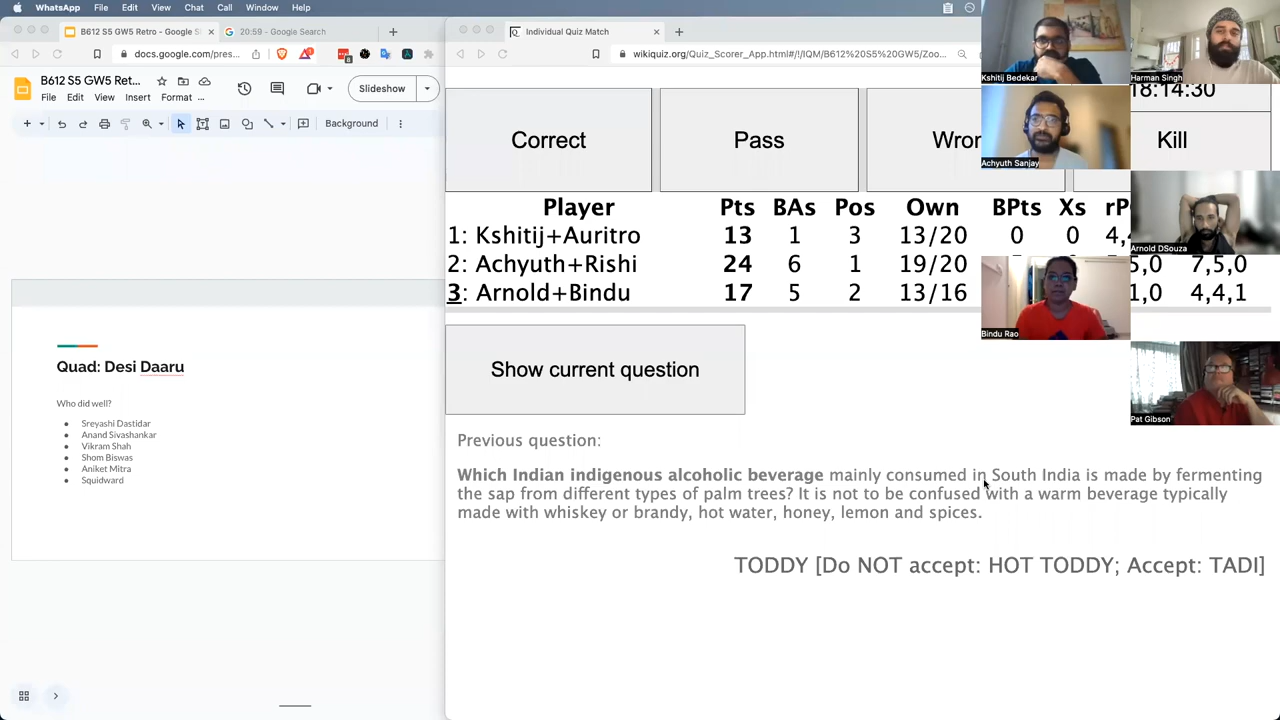 WhatsApp File Edit View Chat Call Window Help
B612 S5 GW5 Retro - Google S
20:59 - Google Search
docs.google.com/pres...
B612 S5 GW5 Retr...
File Edit View Insert Format ...
Slideshow
Background
Quad: Desi Daaru
Who did well?
Sreyashi Dastidar
Anand Sivashankar
Vikram Shah
Shom Biswas
Aniket Mitra
Squidward
Individual Quiz Match
wikiquiz.org/Quiz_Scorer_App.html#/!/IQM/B612%20S5%20GW5/Zoo...
18:14:30
Correct Pass Wron Kill
Player Pts BAs Pos Own BPts Xs rP
1: Kshitij+Auritro 13 1 3 13/20 0 0 4,
2: Achyuth+Rishi 24 6 1 19/20 5,0 7,5,0
3: Arnold+Bindu 17 5 2 13/16 1,0 4,4,1
Show current question
Previous question:
Which Indian indigenous alcoholic beverage mainly consumed in South India is made by fermenting
the sap from different types of palm trees? It is not to be confused with a warm beverage typically
made with whiskey or brandy, hot water, honey, lemon and spices.
TODDY [Do NOT accept: HOT TODDY; Accept: TADI]
Kshitij Bedekar
Harman Singh
Achyuth Sanjay
Arnold DSouza
Bindu Rao
Pat Gibson